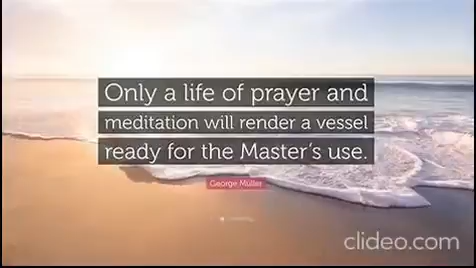 Only a life of prayer and
meditation will render a vessel
ready for the Master's use.
George Müller
clideo.com